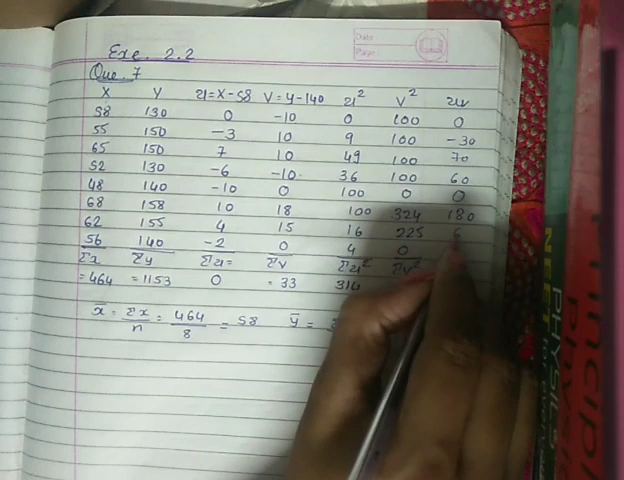 Exe. 2.2
Date
Page
Que. 7
X Y u=X-58 V=y-140 u² v² uv
58 130 0 -10 0 100 0
55 150 -3 10 9 100 -30
65 150 7 10 49 100 70
52 130 -6 -10 36 100 60
48 140 -10 0 100 0 0
68 158 10 18 100 324 180
62 155 4 15 16 225 6
56 140 -2 0 4 0
Σx Σy Σu= Σv Σu² Σv²
=464 =1153 0 =33 314
x̄ = Σx/n = 464/8 = 58 ȳ =
PHYSICS